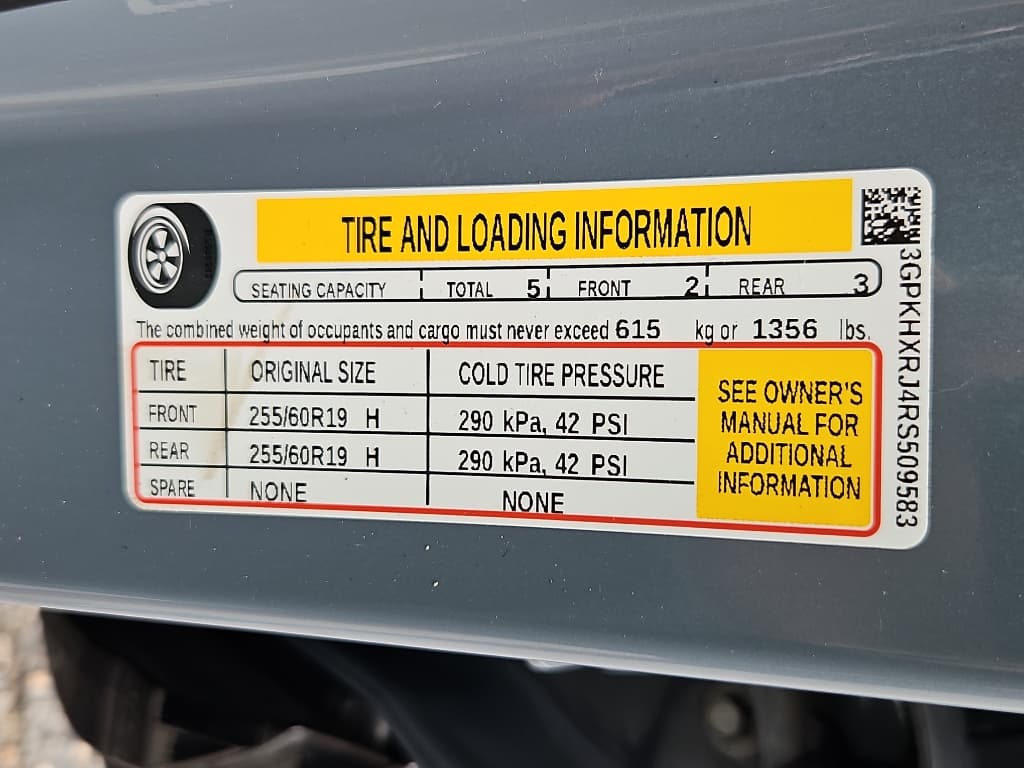 TIRE AND LOADING INFORMATION
SEATING CAPACITY TOTAL 5 FRONT 2 REAR 3
The combined weight of occupants and cargo must never exceed 615 kg or 1356 lbs.
TIRE ORIGINAL SIZE COLD TIRE PRESSURE
FRONT 255/60R19 H 290 kPa, 42 PSI
REAR 255/60R19 H 290 kPa, 42 PSI
SPARE NONE NONE
SEE OWNER'S
MANUAL FOR
ADDITIONAL
INFORMATION
3GPKHXRJ4RS509583